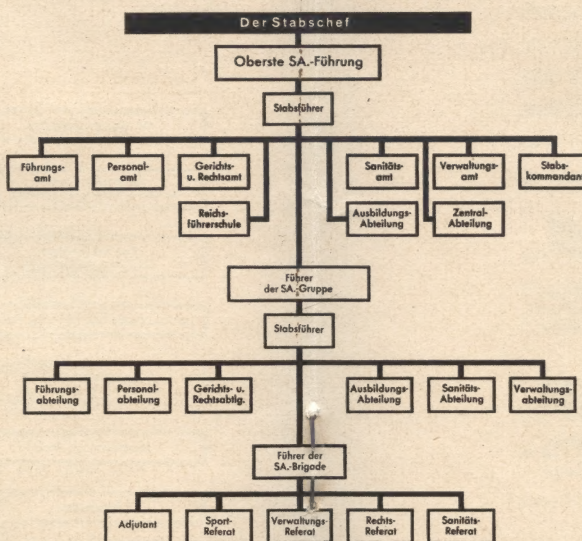 Der Stabschef
Oberste SA.-Führung
Stabsführer
Führungs-
amt
Personal-
amt
Gerichts-
u. Rechtsamt
Sanitäts-
amt
Verwaltungs-
amt
Stabs-
kommandant
Reichs-
führerschule
Ausbildungs-
Abteilung
Zentral-
Abteilung
Führer
der SA.-Gruppe
Stabsführer
Führungs-
abteilung
Personal-
abteilung
Gerichts- u.
Rechtsabtlg.
Ausbildungs-
Abteilung
Sanitäts-
Abteilung
Verwaltungs-
abteilung
Führer der
SA.-Brigade
Adjutant
Sport-
Referat
Verwaltungs-
Referat
Rechts-
Referat
Sanitäts-
Referat